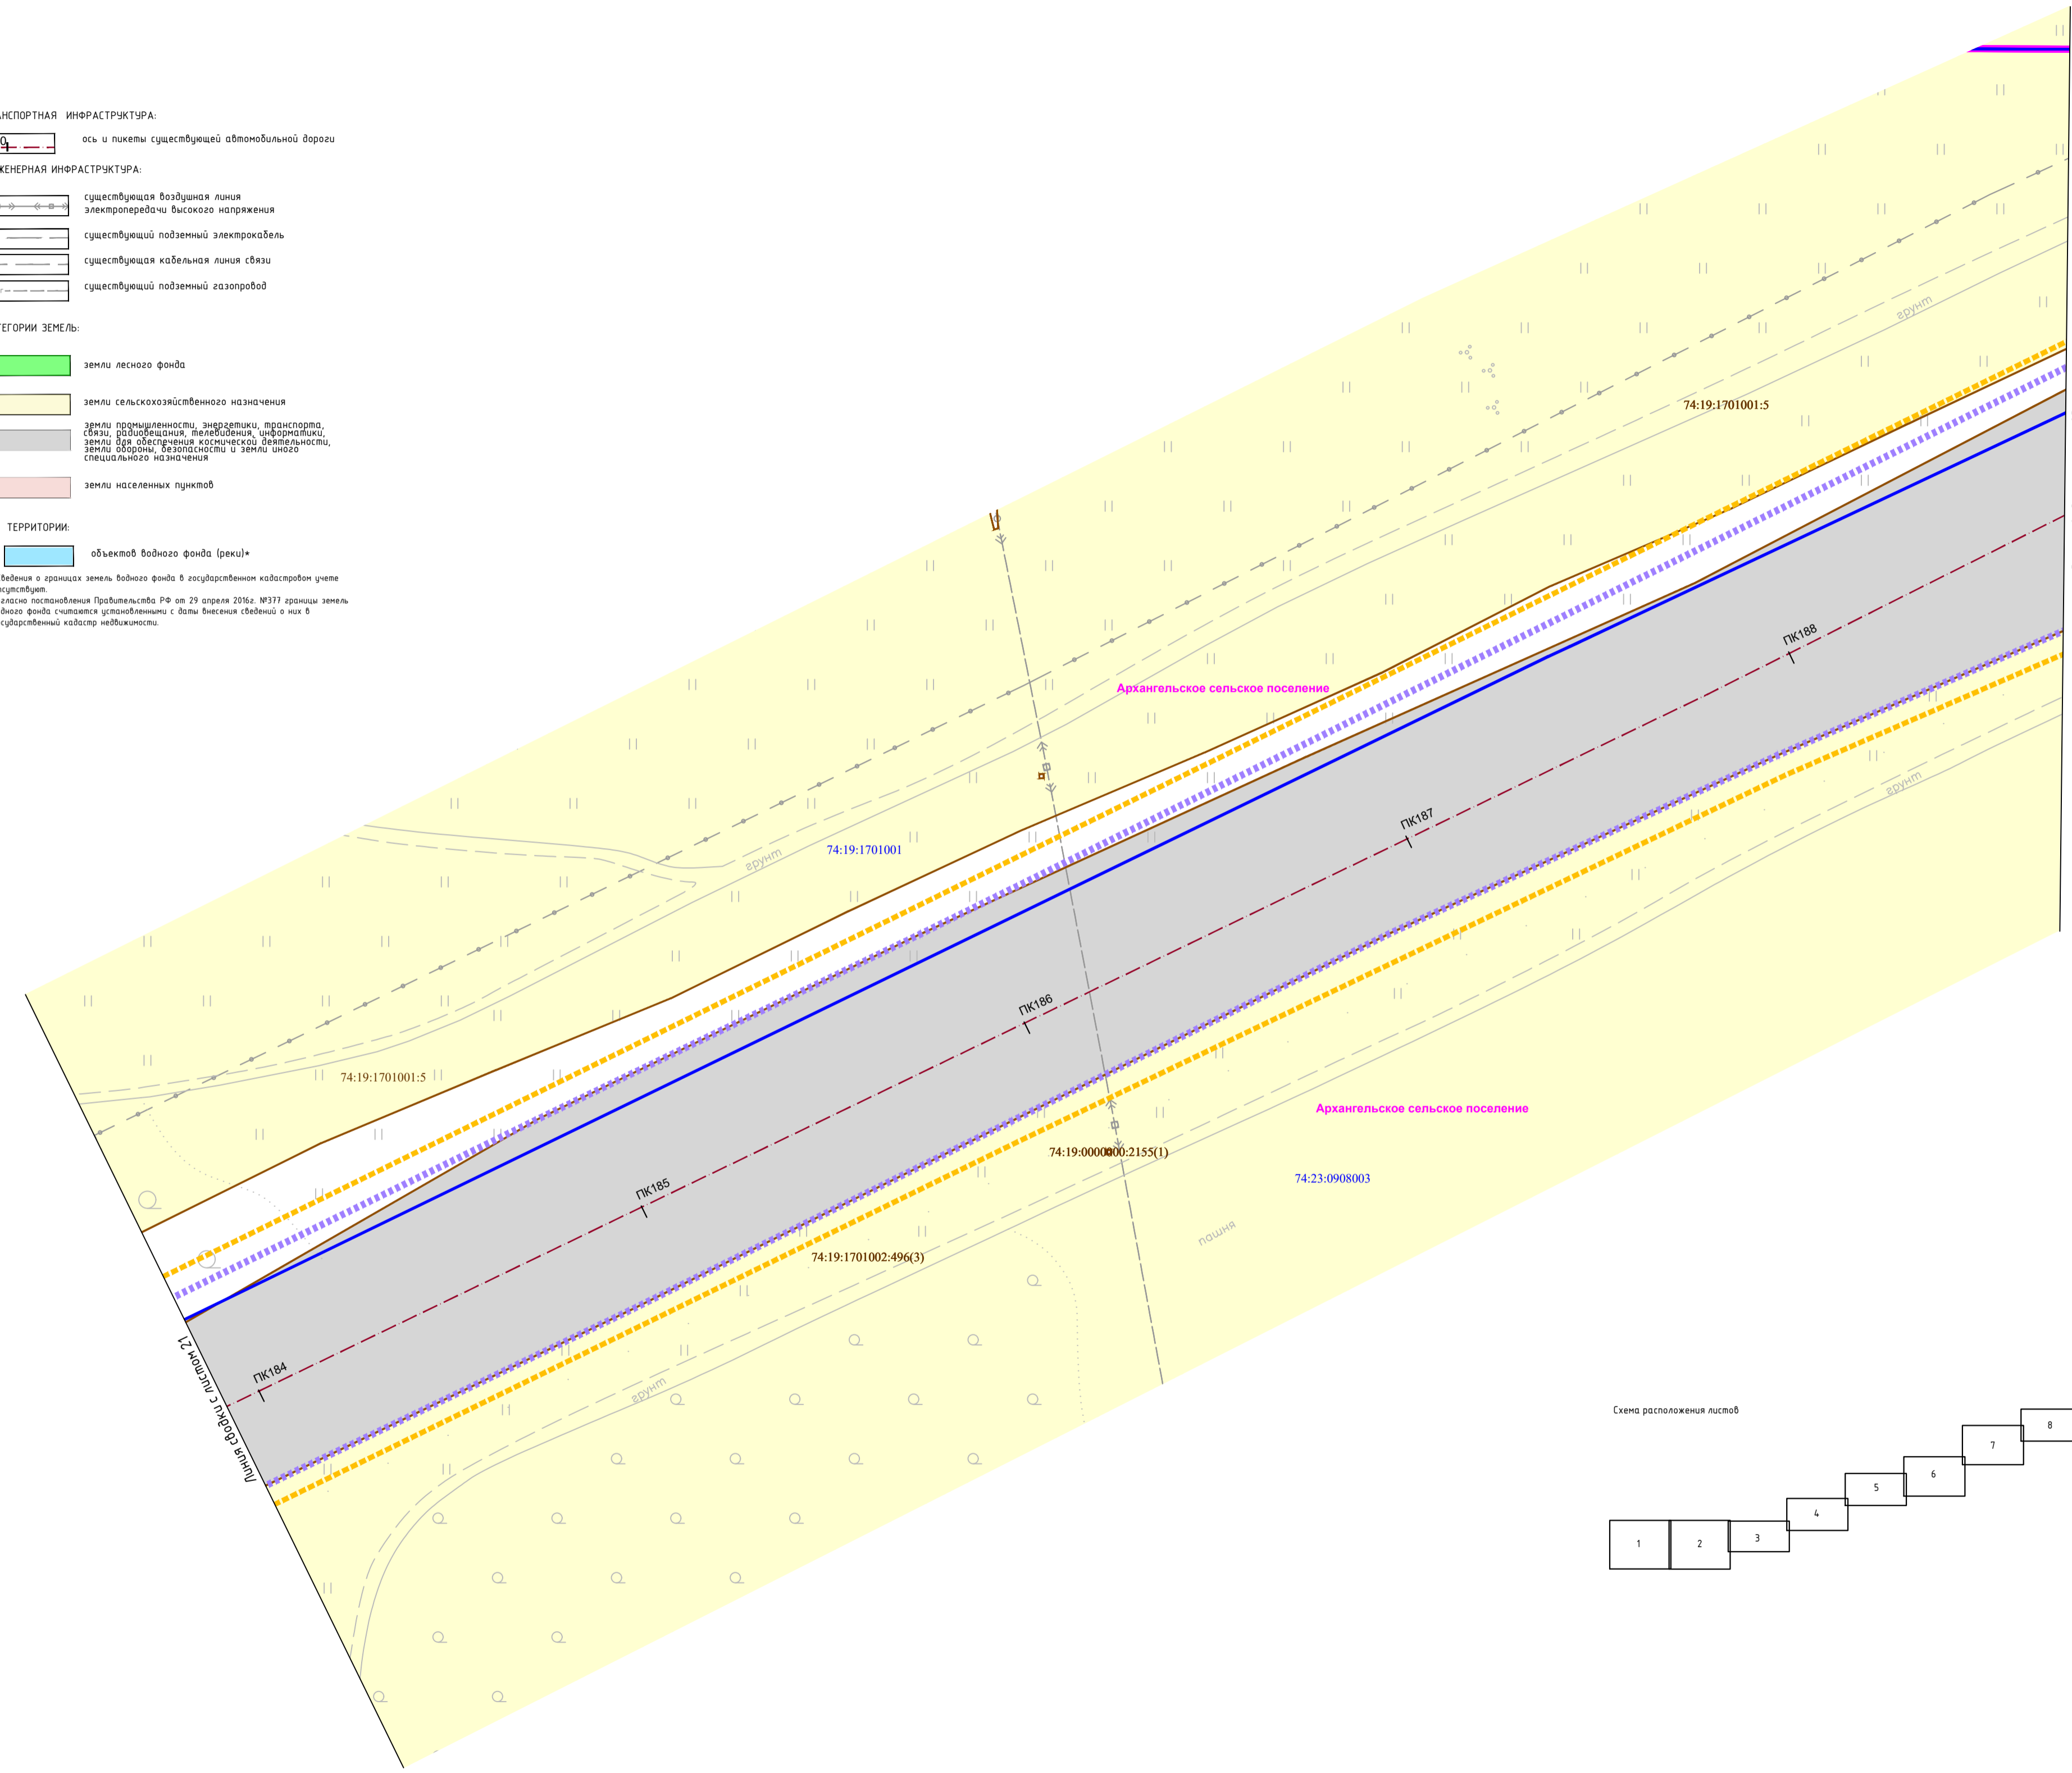 АНСПОРТНАЯ ИНФРАСТРУКТУРА:
0
ось и пикеты существующей автомобильной дороги
ЖЕНЕРНАЯ ИНФРАСТРУКТУРА:
существующая воздушная линия
электропередачи высокого напряжения
существующий подземный электрокабель
существующая кабельная линия связи
существующий подземный газопровод
ТЕГОРИИ ЗЕМЕЛЬ:
земли лесного фонда
земли сельскохозяйственного назначения
земли промышленности, энергетики, транспорта,
связи, радиовещания, телевидения, информатики,
земли для обеспечения космической деятельности,
земли обороны, безопасности и земли иного
специального назначения
земли населенных пунктов
ТЕРРИТОРИИ:
объектов водного фонда (реки)*
ведения о границах земель водного фонда в государственном кадастровом учете
сутствуют.
гласно постановления Правительства РФ от 29 апреля 2016г. №377 границы земель
дного фонда считаются установленными с даты внесения сведений о них в
сударственный кадастр недвижимости.
грунт
74:19:1701001:5
ПК188
Архангельское сельское поселение
грунт
ПК187
74:19:1701001
грунт
ПК186
74:19:1701001:5
Архангельское сельское поселение
74:19:0000000:2155(1)
74:23:0908003
ПК185
пашня
74:19:1701002:496(3)
ПК184
грунт
Линия сводки с листом 21
Схема расположения листов
1
2
3
4
5
6
7
8